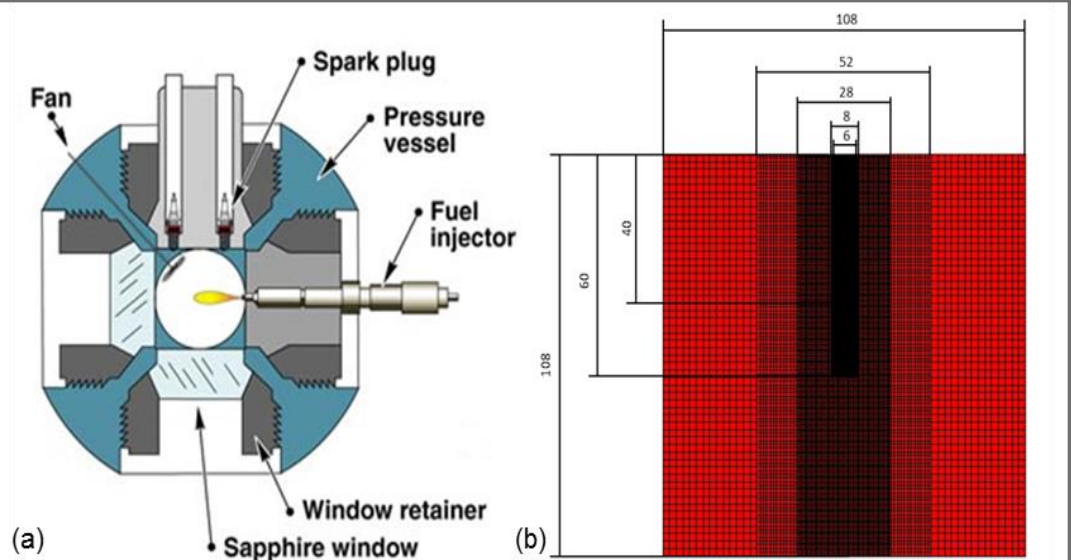 Fan
Spark plug
Pressure
vessel
Fuel
injector
Window retainer
Sapphire window
(a)
108
52
28
8
6
40
60
108
(b)